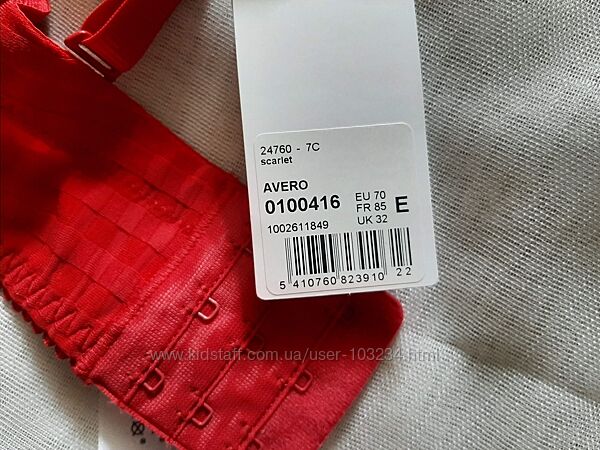 24760 - 7C
scarlet
AVERO
0100416
EU 70
FR 85
UK 32
E
1002611849
5 410760 823910 22
www.kidstaff.com.ua/user-103234.html